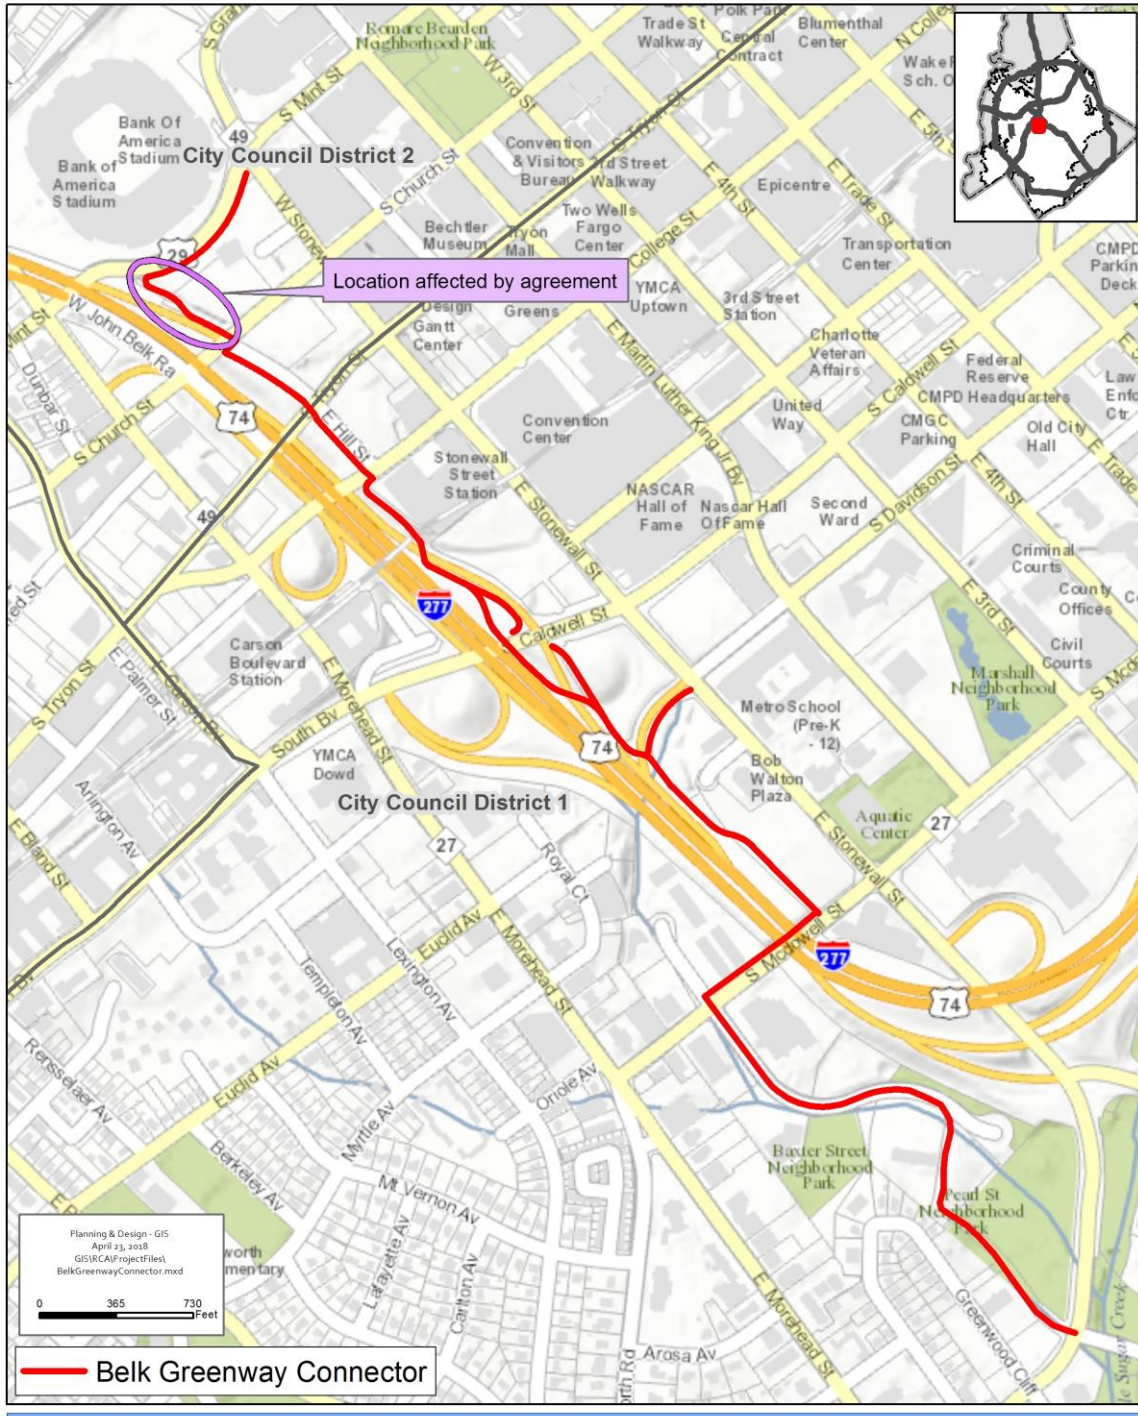 Romare Bearden
Neighborhood Park
Trade St
Walkway
Polk Park
Central
Contract
Blumenthal
Center
N College
S Mint St
W 3rd St
Bank Of
America
Stadium
49
City Council District 2
Bank of
America
Stadium
Convention
& Visitors
Bureau
3rd Street
Walkway
S Tryon St
E 5th St
E 4th St
Epicentre
E Trade St
S Church St
W Stone
Bechtler
Museum
Tryon
Mall
Two Wells
Fargo
Center
College St
Transportation
Center
CMPD
Parkin
Deck
29
Location affected by agreement
YMCA
Uptown
3rd Street
Station
Design
Gantt
Center
Greens
Mint St
W John Belk Ra
Dunbar St
Charlotte
Veteran
Affairs
S Caldwell St
Federal
Reserve
CMPD Headquarters
Law
Enfo
Ctr
E Martin Luther King Jr Bv
74
S Church St
E Hill St
Convention
Center
United
Way
CMGC
Parking
Old City
Hall
E Trade
E 4th St
Stonewall
Street
Station
NASCAR
Hall of
Fame
Nascar Hall
Of Fame
Second
Ward
S Davidson St
49
E Stonewall St
Criminal
Courts
County
Offices
E 3rd St
277
Caldwell St
Carson
Boulevard
Station
Civil
Courts
S Tryon St
E Palmer St
E Carson Bv
E Morehead St
Marshall
Neighborhood
Park
South Bv
Metro School
(Pre-K
- 12)
74
YMCA
Dowd
Bob
Walton
Plaza
City Council District 1
Arlington Av
Aquatic
Center
27
E Stonewall St
E Bland St
27
Royal Ct
Euclid Av
E Morehead St
S Mcdowell St
277
74
Lexington Av
Templeton Av
Rensselaer Av
Euclid Av
Oriole Av
Myrtle Av
Berkeley Av
Baxter Street
Neighborhood
Park
Mt Vernon Av
Pearl St
Neighborhood
Park
Lafayette Av
Carlton Av
E Morehead St
Greenwood Cliff
Arosa Av
Planning & Design - GIS
April 23, 2018
GIS\RCA\ProjectFiles\
BelkGreenwayConnector.mxd
0 365 730
Feet
Belk Greenway Connector